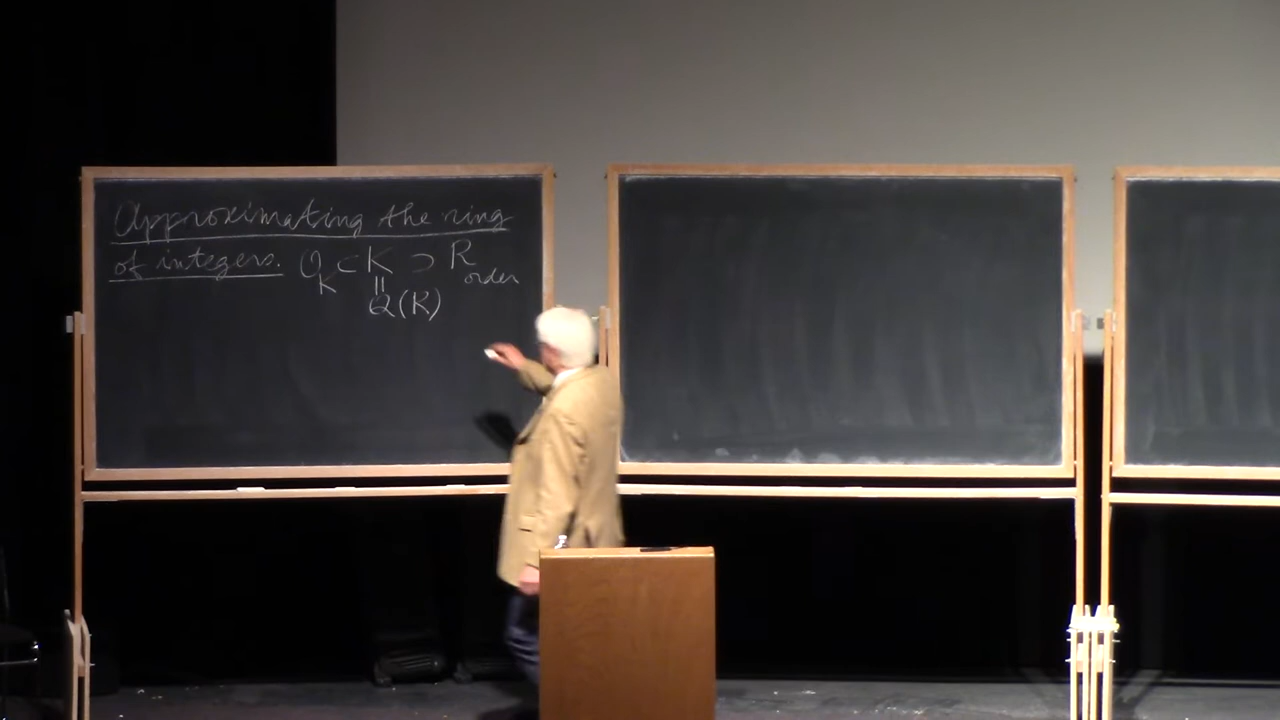 Approximating the ring
of integers. O_K ⊂ K ⊃ R order
||
Q(R)